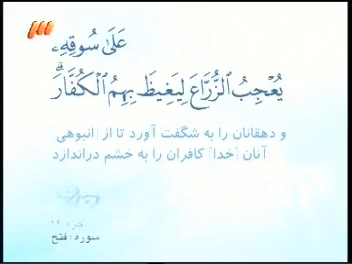 عَلَىٰ سُوقِهِۦ
يُعْجِبُ ٱلزُّرَّاعَ لِيَغِيظَ بِهِمُ ٱلْكُفَّارَۗ
و دهقانان را به شگفت آورد تا از [انبوهی]
آنان [خدا] کافران را به خشم دراندازد
سوره: فتح